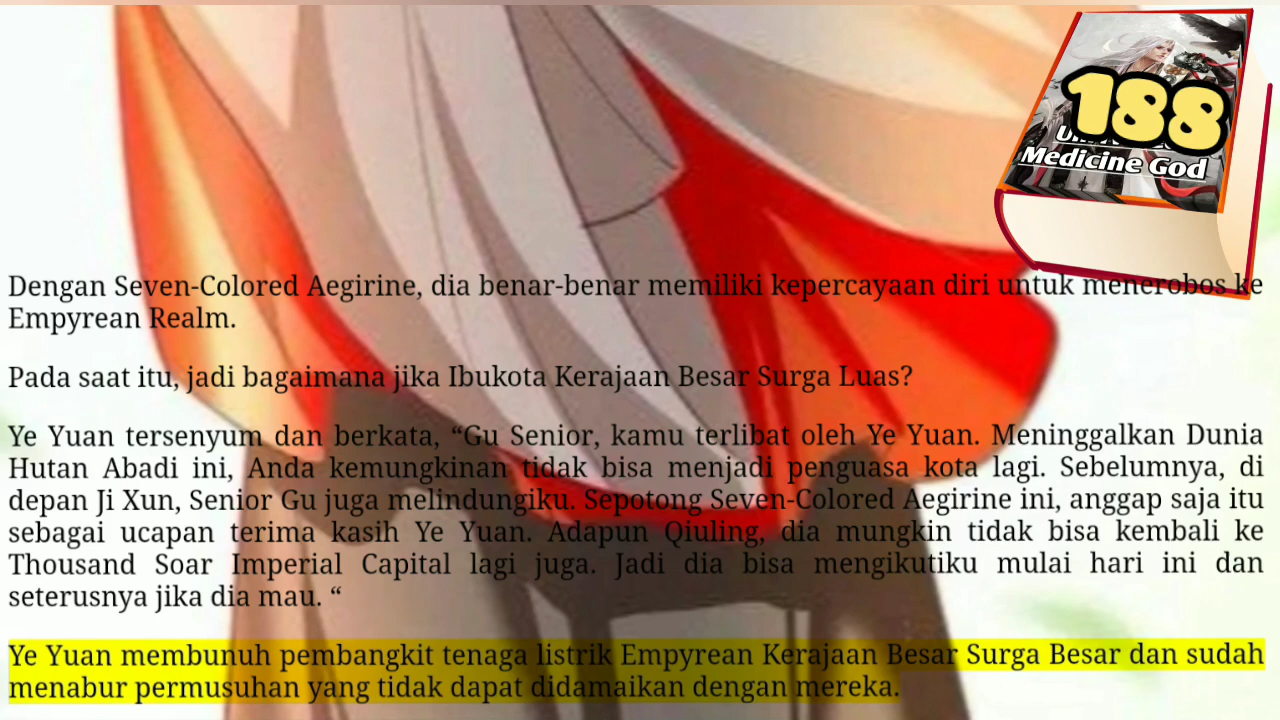 188
Medicine God
Dengan Seven-Colored Aegirine, dia benar-benar memiliki kepercayaan diri untuk menerobos ke
Empyrean Realm.
Pada saat itu, jadi bagaimana jika Ibukota Kerajaan Besar Surga Luas?
Ye Yuan tersenyum dan berkata, “Gu Senior, kamu terlibat oleh Ye Yuan. Meninggalkan Dunia
Hutan Abadi ini, Anda kemungkinan tidak bisa menjadi penguasa kota lagi. Sebelumnya, di
depan Ji Xun, Senior Gu juga melindungiku. Sepotong Seven-Colored Aegirine ini, anggap saja itu
sebagai ucapan terima kasih Ye Yuan. Adapun Qiuling, dia mungkin tidak bisa kembali ke
Thousand Soar Imperial Capital lagi juga. Jadi dia bisa mengikutiku mulai hari ini dan
seterusnya jika dia mau. “
Ye Yuan membunuh pembangkit tenaga listrik Empyrean Kerajaan Besar Surga Besar dan sudah
menabur permusuhan yang tidak dapat didamaikan dengan mereka.